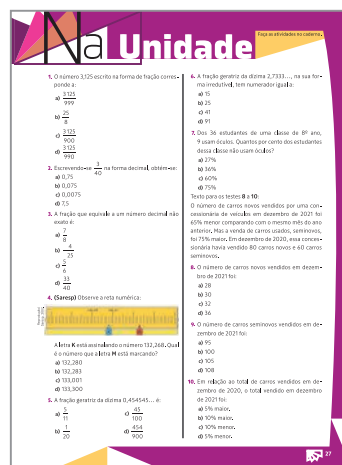 Na Unidade
Faça as atividades no caderno.
1. O número 3,125 escrito na forma de fração corres-
ponde a:
a) 3125/999
b) 25/8
c) 3125/900
d) 3125/990
2. Escrevendo-se 3/40 na forma decimal, obtém-se:
a) 0,75
b) 0,075
c) 0,0075
d) 7,5
3. A fração que equivale a um número decimal não
exato é:
a) 7/8
b) 4/25
c) 5/6
d) 33/40
4. (Saresp) Observe a reta numérica:
A letra K está assinalando o número 132,268. Qual
é o número que a letra M está marcando?
a) 132,280
b) 132,283
c) 133,001
d) 133,300
5. A fração geratriz da dízima 0,454545... é:
a) 5/11
b) 1/20
c) 45/100
d) 454/900
6. A fração geratriz da dízima 2,7333..., na sua for-
ma irredutível, tem numerador igual a:
a) 15
b) 25
c) 41
d) 91
7. Dos 36 estudantes de uma classe de 8º ano,
9 usam óculos. Quantos por cento dos estudantes
dessa classe não usam óculos?
a) 27%
b) 36%
c) 60%
d) 75%
Texto para os testes 8 a 10:
O número de carros novos vendidos por uma con-
cessionária de veículos em dezembro de 2021 foi
65% menor comparando com o mesmo mês do ano
anterior. Mas a venda de carros usados, seminovos,
foi 75% maior. Em dezembro de 2020, essa conces-
sionária havia vendido 80 carros novos e 60 carros
seminovos.
8. O número de carros novos vendidos em dezem-
bro de 2021 foi:
a) 28
b) 30
c) 32
d) 36
9. O número de carros seminovos vendidos em de-
zembro de 2021 foi:
a) 95
b) 100
c) 105
d) 108
10. Em relação ao total de carros vendidos em de-
zembro de 2020, o total vendido em dezembro
de 2021 foi:
a) 5% maior.
b) 10% maior.
c) 10% menor.
d) 5% menor.
27